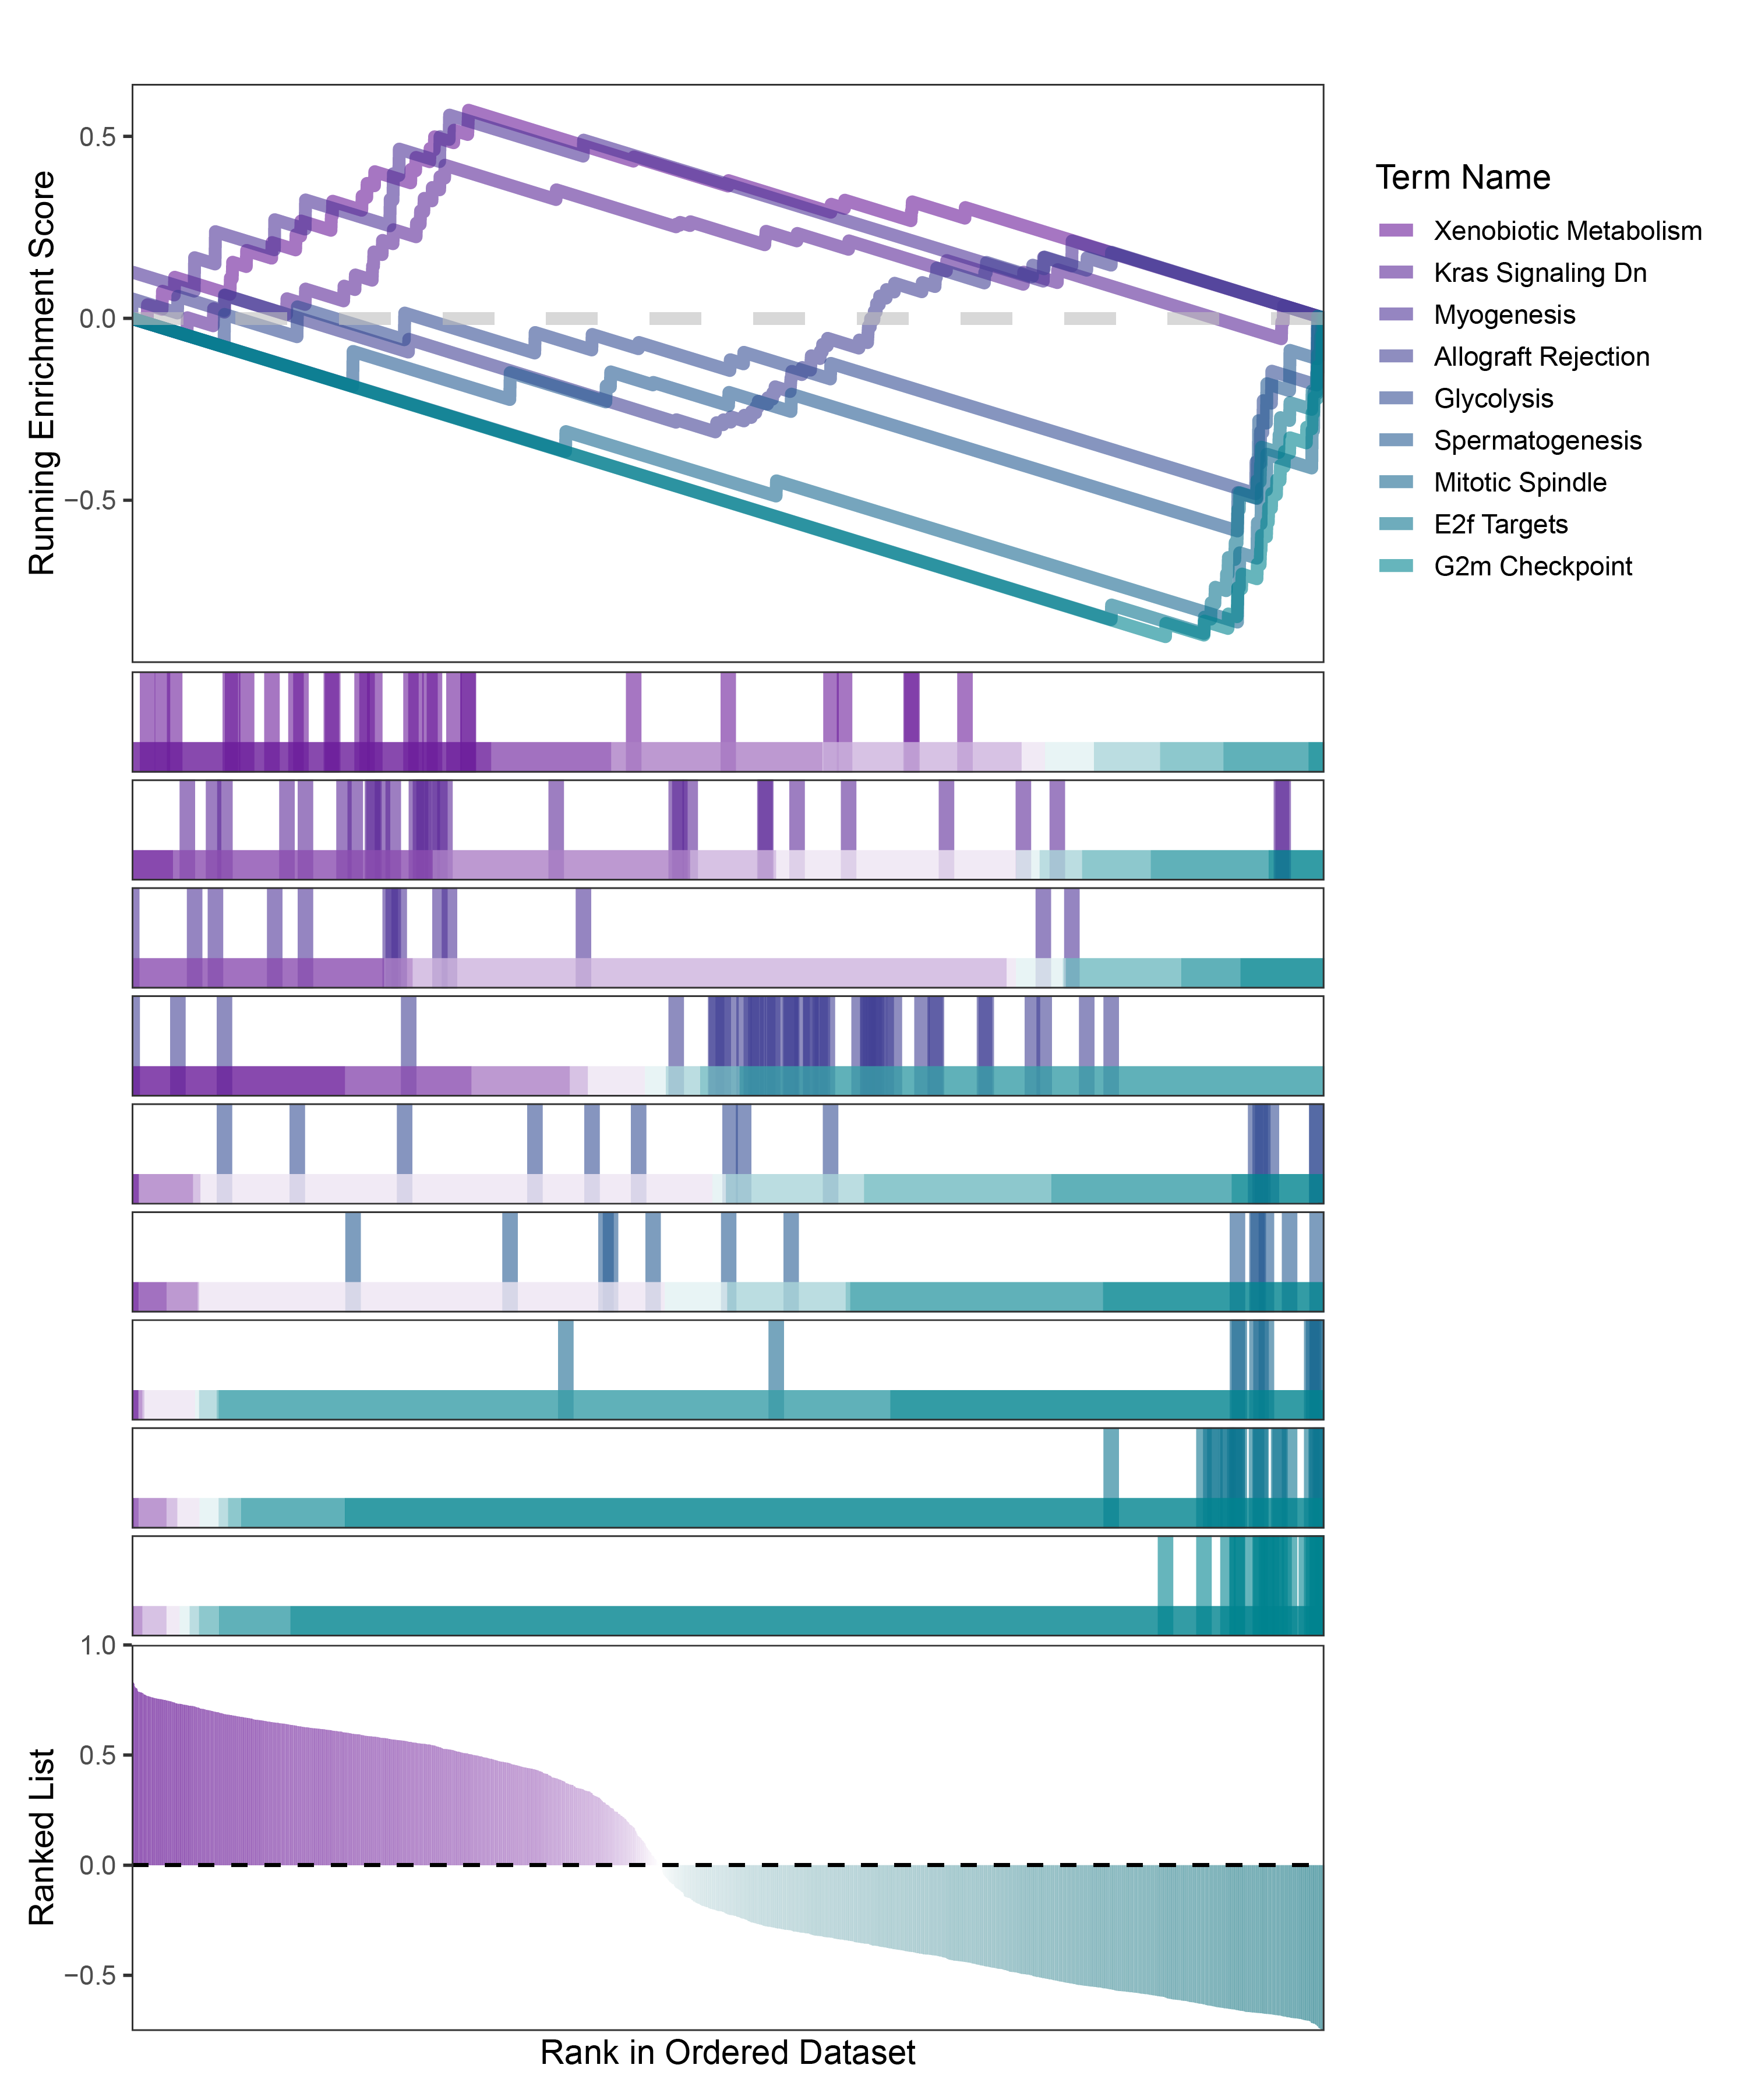 0.5
0.0
−0.5
Running Enrichment Score
Term Name
Xenobiotic Metabolism
Kras Signaling Dn
Myogenesis
Allograft Rejection
Glycolysis
Spermatogenesis
Mitotic Spindle
E2f Targets
G2m Checkpoint
1.0
0.5
0.0
−0.5
Ranked List
Rank in Ordered Dataset